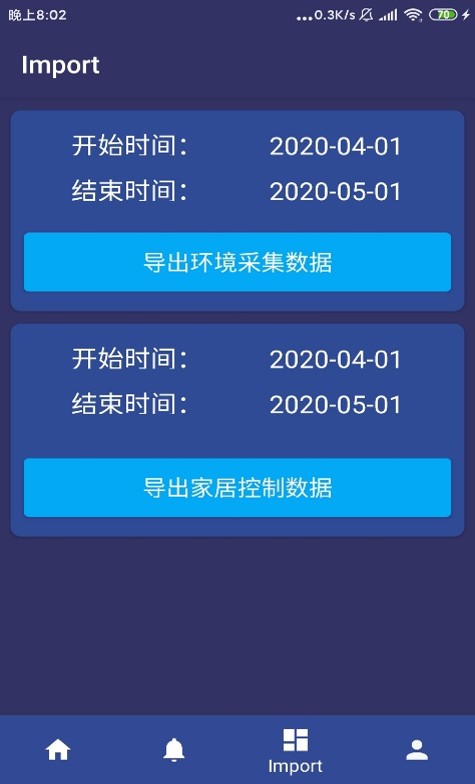 晚上8:02
...0.3K/s
70
Import
开始时间： 2020-04-01
结束时间： 2020-05-01
导出环境采集数据
开始时间： 2020-04-01
结束时间： 2020-05-01
导出家居控制数据
Import